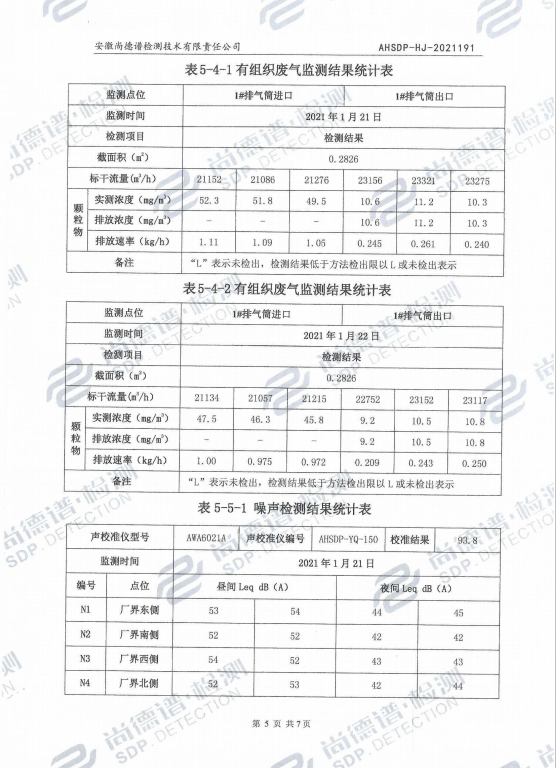 安徽尚德谱检测技术有限责任公司 AHSDP-HJ-2021191
表5-4-1 有组织废气监测结果统计表
监测点位 1#排气筒进口 1#排气筒出口
监测时间 2021 年 1 月 21 日
检测项目 检测结果
截面积（m²） 0.2826
标干流量(m³/h) 21152 21086 21276 23156 23321 23275
颗粒物 实测浓度（mg/m³） 52.3 51.8 49.5 10.6 11.2 10.3
排放浓度（mg/m³） - - - 10.6 11.2 10.3
排放速率（kg/h） 1.11 1.09 1.05 0.245 0.261 0.240
备注 “L”表示未检出，检测结果低于方法检出限以 L 或未检出表示
表5-4-2 有组织废气监测结果统计表
监测点位 1#排气筒进口 1#排气筒出口
监测时间 2021 年 1 月 22 日
检测项目 检测结果
截面积（m²） 0.2826
标干流量(m³/h) 21134 21057 21215 22752 23152 23117
颗粒物 实测浓度（mg/m³） 47.5 46.3 45.8 9.2 10.5 10.8
排放浓度（mg/m³） - - - 9.2 10.5 10.8
排放速率（kg/h） 1.00 0.975 0.972 0.209 0.243 0.250
备注 “L”表示未检出，检测结果低于方法检出限以 L 或未检出表示
表 5-5-1 噪声检测结果统计表
声校准仪型号 AWA6021A 声校准仪编号 AHSDP-YQ-150 校准结果 93.8
监测时间 2021 年 1 月 21 日
编号 点位 昼间 Leq dB（A） 夜间 Leq dB（A）
N1 厂界东侧 53 54 44 45
N2 厂界南侧 52 52 42 42
N3 厂界西侧 54 52 43 43
N4 厂界北侧 52 53 42 44
第 5 页 共 7 页
尚德谱·检测
SDP. DETECTION